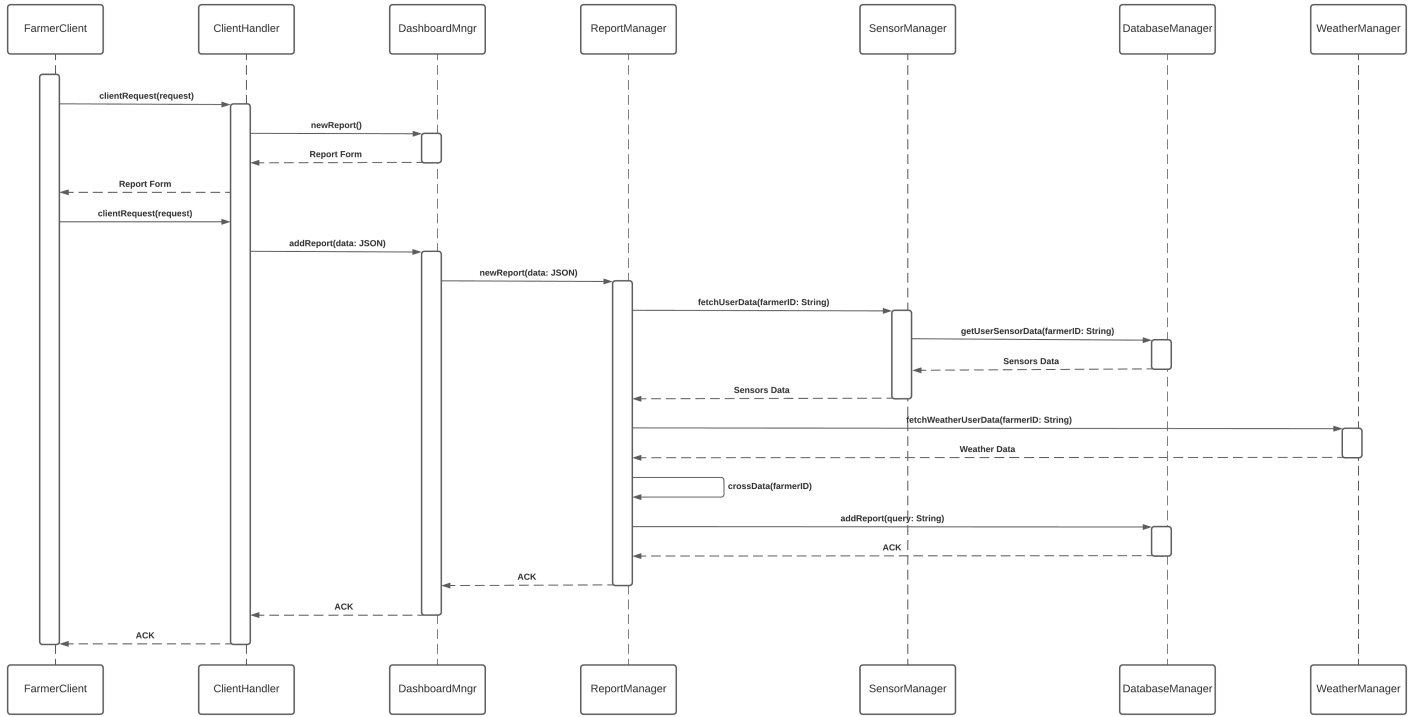 FarmerClient
ClientHandler
DashboardMngr
ReportManager
SensorManager
DatabaseManager
WeatherManager
clientRequest(request)
newReport()
Report Form
Report Form
clientRequest(request)
addReport(data: JSON)
newReport(data: JSON)
fetchUserData(farmerID: String)
getUserSensorData(farmerID: String)
Sensors Data
Sensors Data
fetchWeatherUserData(farmerID: String)
Weather Data
crossData(farmerID)
addReport(query: String)
ACK
ACK
ACK
ACK
FarmerClient
ClientHandler
DashboardMngr
ReportManager
SensorManager
DatabaseManager
WeatherManager